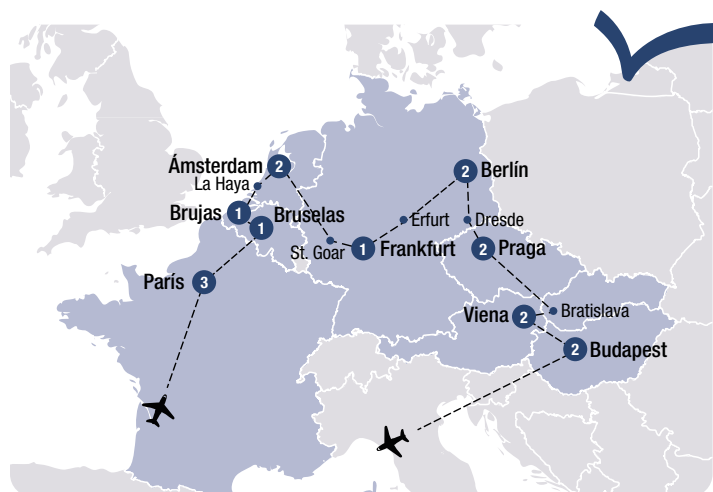 Ámsterdam 2
2 Berlín
La Haya
Brujas 1
Bruselas
1
Erfurt
Dresde
St. Goar
1 Frankfurt
2 Praga
París 3
Viena 2
Bratislava
2 Budapest